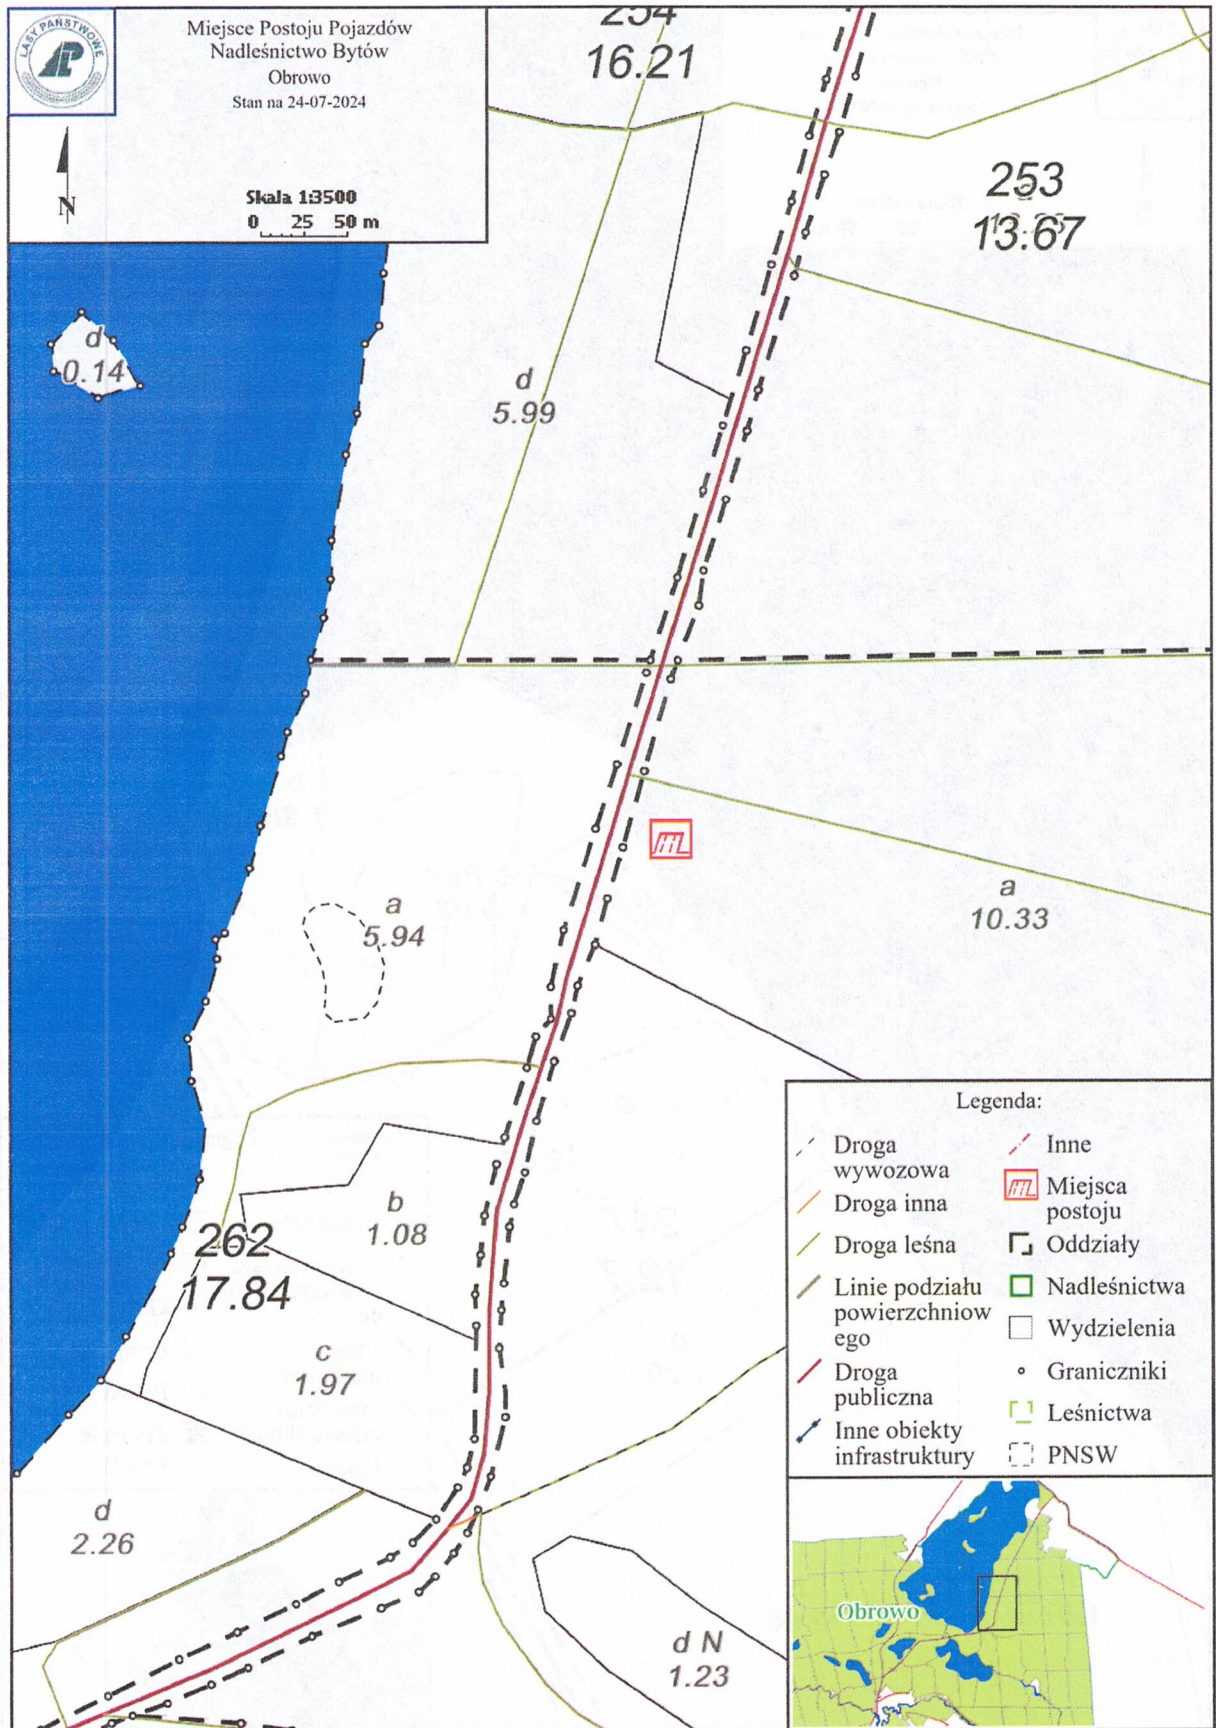 LASY PAŃSTWOWE
Miejsce Postoju Pojazdów
Nadleśnictwo Bytów
Obrowo
Stan na 24-07-2024
N
Skala 1:3500
0 25 50 m
254
16.21
253
13.67
d
0.14
d
5.99
a
5.94
a
10.33
b
1.08
262
17.84
c
1.97
d
2.26
d N
1.23
Legenda:
Droga
wywozowa
Droga inna
Droga leśna
Linie podziału
powierzchniow
ego
Droga
publiczna
Inne obiekty
infrastruktury
Inne
Miejsca
postoju
Oddziały
Nadleśnictwa
Wydzielenia
Graniczniki
Leśnictwa
PNSW
Obrowo